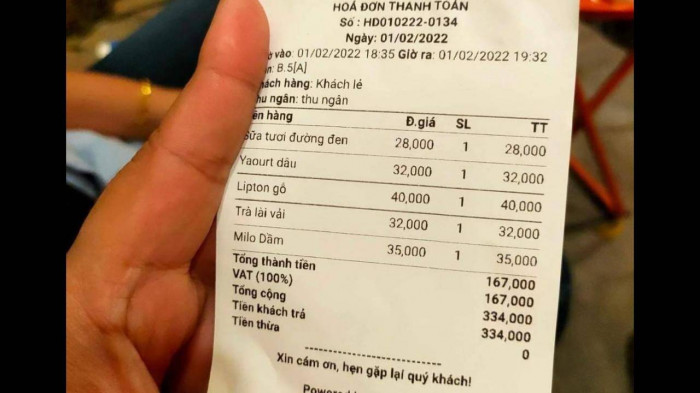 HOÁ ĐƠN THANH TOÁN
Số : HD010222-0134
Ngày: 01/02/2022
vào: 01/02/2022 18:35 Giờ ra: 01/02/2022 19:32
B.5[A]
hách hàng: Khách lẻ
hu ngân: thu ngân
ên hàng Đ.giá SL TT
Sữa tươi đường đen 28,000 1 28,000
Yaourt dâu 32,000 1 32,000
Lipton gỗ 40,000 1 40,000
Trà lài vải 32,000 1 32,000
Milo Dầm 35,000 1 35,000
Tổng thành tiền 167,000
VAT (100%) 167,000
Tổng cộng 334,000
Tiền khách trả 334,000
Tiền thừa 0
Xin cám ơn, hẹn gặp lại quý khách!
Powered